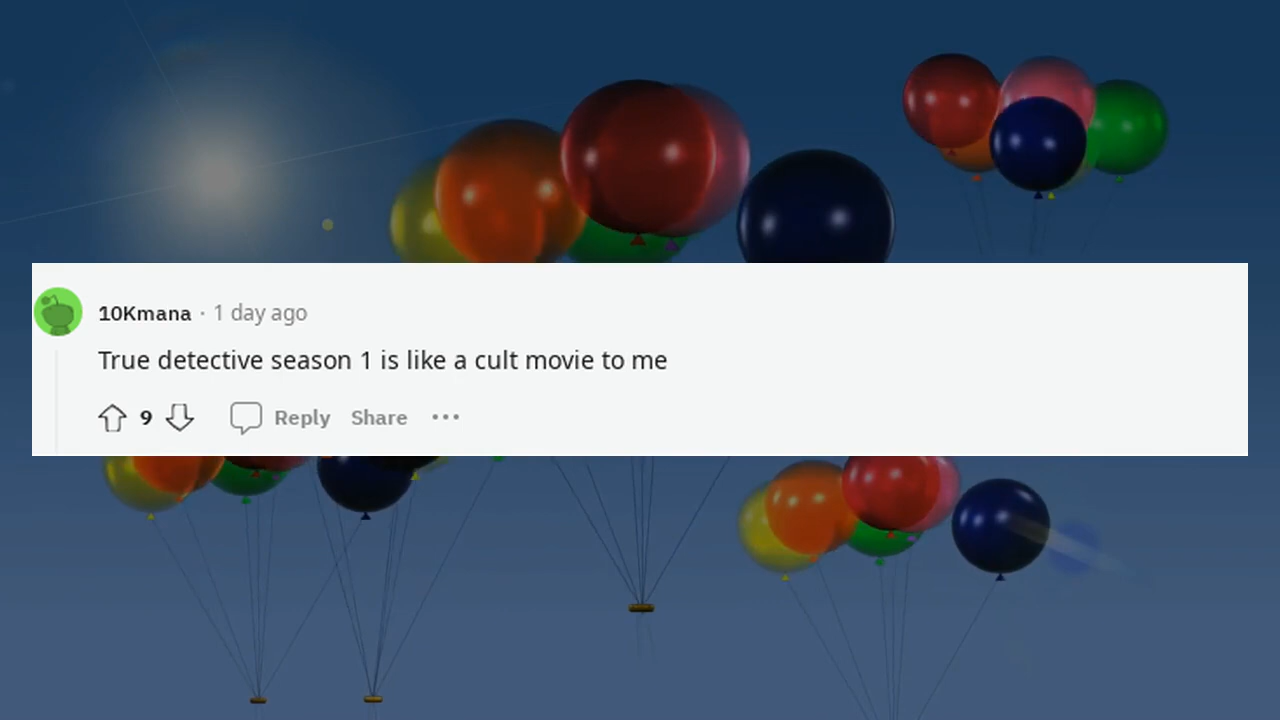 10Kmana · 1 day ago
True detective season 1 is like a cult movie to me
9 Reply Share ···